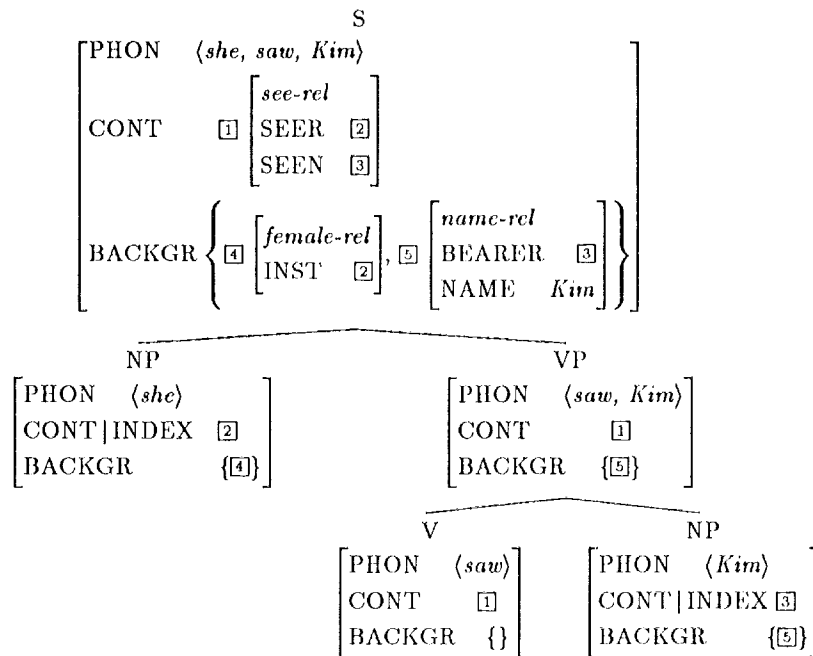 S
PHON ⟨she, saw, Kim⟩
see-rel
CONT 1 SEER 2
SEEN 3
female-rel name-rel
BACKGR { 4 INST 2 , 5 BEARER 3 }
NAME Kim
NP VP
PHON ⟨she⟩ PHON ⟨saw, Kim⟩
CONT|INDEX 2 CONT 1
BACKGR {4} BACKGR {5}
V NP
PHON ⟨saw⟩ PHON ⟨Kim⟩
CONT 1 CONT|INDEX 3
BACKGR {} BACKGR {5}